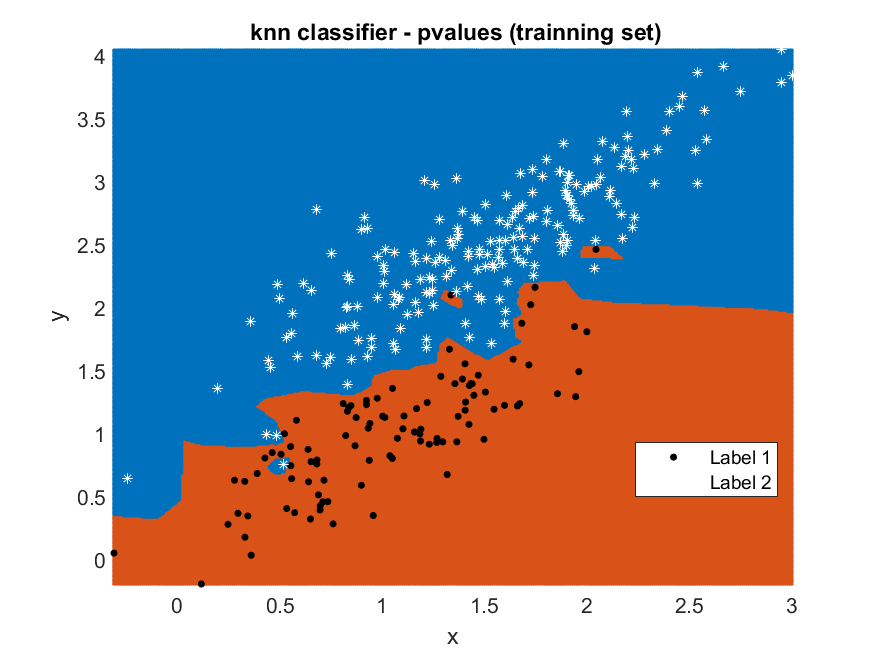 knn classifier - pvalues (trainning set)
4
3.5
3
2.5
2
1.5
1
0.5
0
y
Label 1
Label 2
0 0.5 1 1.5 2 2.5 3
x